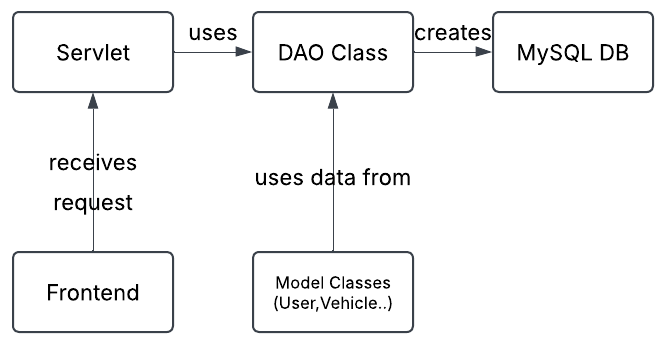 Servlet
uses
DAO Class
creates
MySQL DB
receives
request
uses data from
Frontend
Model Classes
(User,Vehicle..)